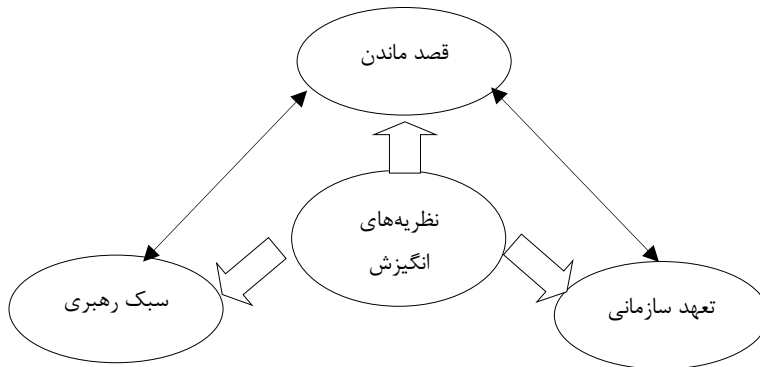 قصد ماندن
نظریه‌های
انگیزش
سبک رهبری
تعهد سازمانی